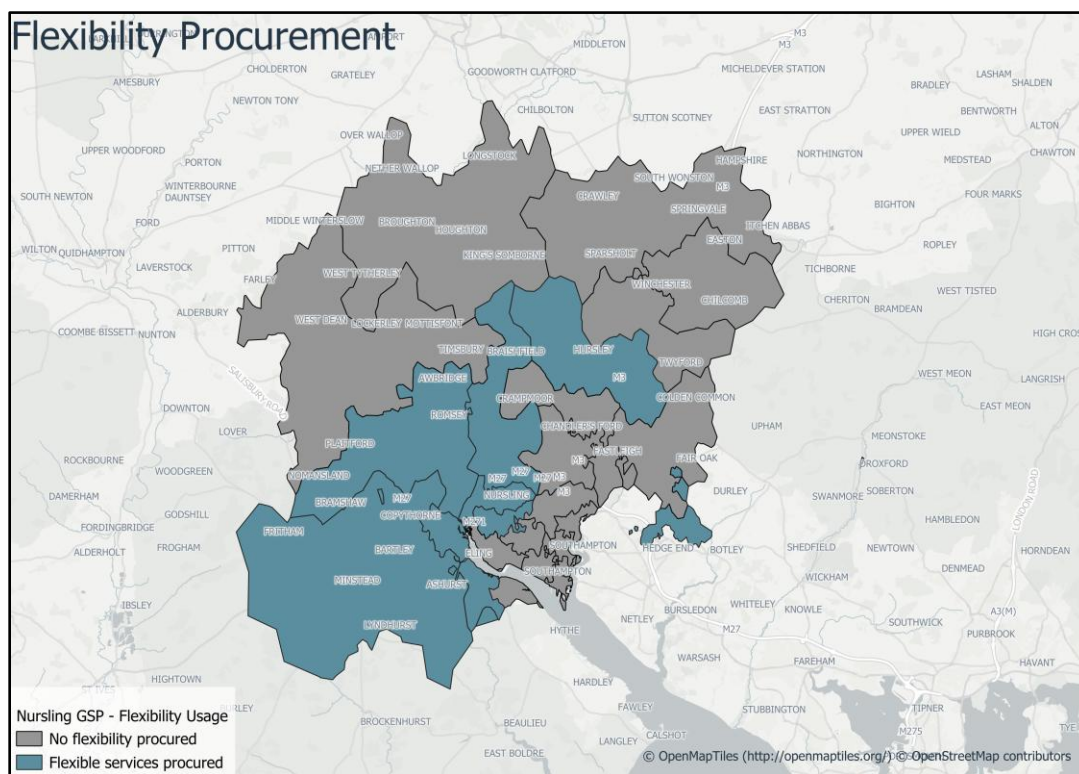 Flexibility Procurement
AMPORT
MIDDLETON
M3
M3
CHOLDERTON
GRATELEY
GOODWORTH CLATFORD
MICHELDEVER STATION
LASHAM
SHALDEN
AMESBURY
BRADLEY
BENTWORTH
ALTON
NEWTON TONY
CHILBOLTON
EAST STRATTON
SUTTON SCOTNEY
UPPER WIELD
CHAWTON
OVER WALLOP
UPPER WOODFORD
LONGSTOCK
NORTHINGTON
MEDSTEAD
PORTON
NETHER WALLOP
HAMPSHIRE
SOUTH WONSTON
M3
SOUTH NEWTON
WINTERBOURNE
DAUNTSEY
CRAWLEY
FOUR MARKS
BIGHTON
SPRINGVALE
FORD
MIDDLE WINTERSLOW
BROUGHTON
HOUGHTON
ITCHEN ABBAS
EASTON
ROPLEY
WILTON
QUIDHAMPTON
PITTON
KING'S SOMBORNE
SPARSHOLT
LAVERSTOCK
FARLEY
WEST TYTHERLEY
WINCHESTER
TICHBORNE
CHILCOMB
CHERITON
WEST TISTED
BRAMDEAN
ALDERBURY
WEST DEAN
LOCKERLEY
MOTTISFONT
COOMBE BISSETT
NUNTON
HIGH CROSS
TIMSBURY
BRAISHFIELD
HURSLEY
TWYFORD
SALISBURY ROAD
AWBRIDGE
M3
WEST MEON
LANGRISH
CRAMPMOOR
COLDEN COMMON
EAST MEON
DOWNTON
ROMSEY
CHANDLER'S FORD
UPHAM
LOVER
PLATFORD
EASTLEIGH
MEONSTOKE
ROCKBOURNE
WOODGREEN
NOMANSLAND
M27
M27
M27
M3
M3
M3
FAIR OAK
DROXFORD
DAMERHAM
BRAMSHAW
M27
NURSLING
DURLEY
SWANMORE
SOBERTON
LONDON ROAD
FORDINGBRIDGE
GODSHILL
FRITHAM
COPYTHORNE
M271
HAMBLEDON
ALDERHOLT
FROGHAM
BARTLEY
ELING
SOUTHAMPTON
HEDGE END
BOTLEY
SHEDFIELD
NEWTOWN
HORNDEAN
MINSTEAD
ASHURST
SOUTHAMPTON
DENMEAD
IBSLEY
WICKHAM
LYNDHURST
NETLEY
BURSLEDON
WHITELEY
KNOWLE
A3(M)
HYTHE
SOUTHWICK
M27
PURBROOK
HIGHTOWN
WARSASH
FAREHAM
HAVANT
HARDLEY
BROCKENHURST
BEAULIEU
FAWLEY
STUBBINGTON
TIPNER
M275
LANGLEY
CALSHOT
EAST BOLDRE
Nursling GSP - Flexibility Usage
No flexibility procured
Flexible services procured
© OpenMapTiles (http://openmaptiles.org/) © OpenStreetMap contributors